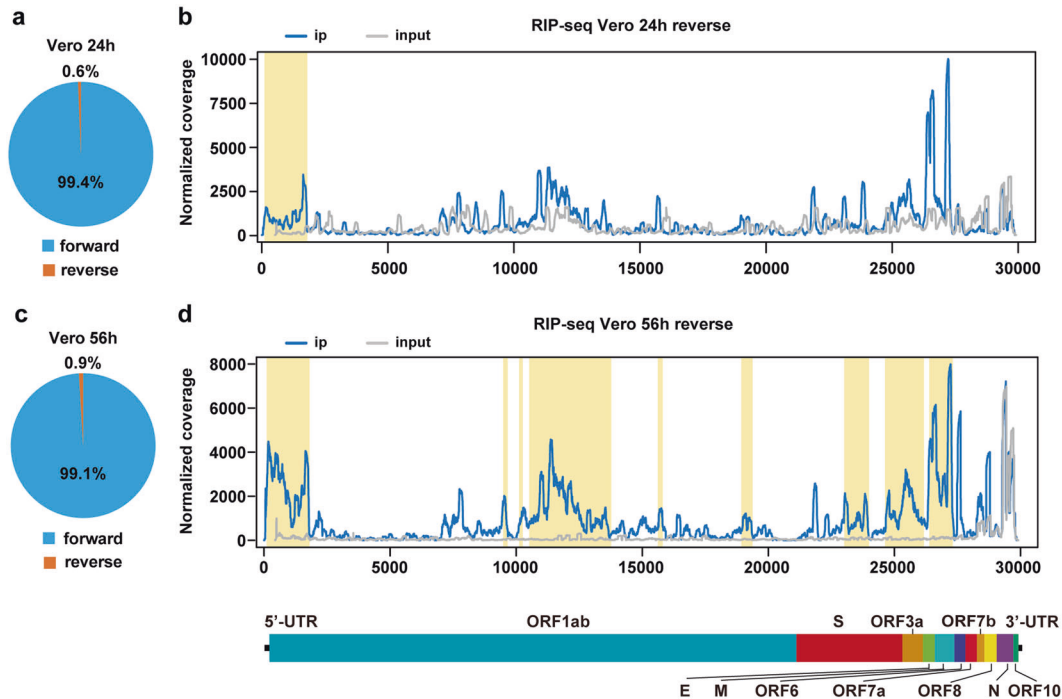 a
Vero 24h
0.6%
99.4%
forward
reverse
b
RIP-seq Vero 24h reverse
ip
input
Normalized coverage
10000
7500
5000
2500
0
0 5000 10000 15000 20000 25000 30000
c
Vero 56h
0.9%
99.1%
forward
reverse
d
RIP-seq Vero 56h reverse
ip
input
Normalized coverage
8000
6000
4000
2000
0
0 5000 10000 15000 20000 25000 30000
5’-UTR ORF1ab S ORF3a ORF7b 3’-UTR
E M ORF6 ORF7a ORF8 N ORF10